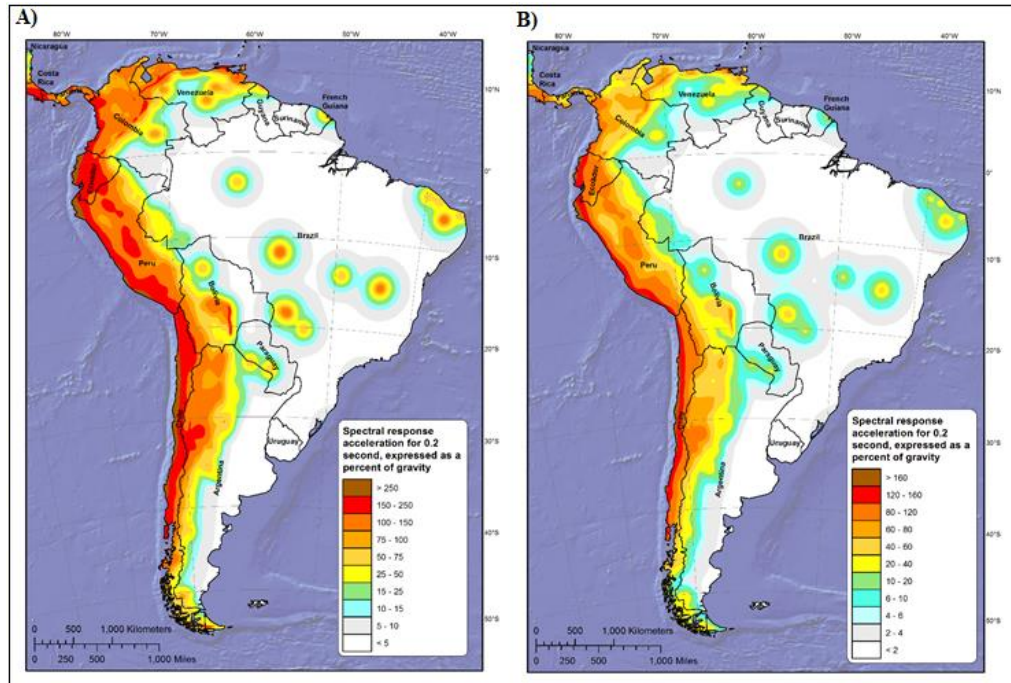 A)
80°W 70°W 60°W 50°W 40°W
Nicaragua
Costa
Rica
10°N
Venezuela
French
Guiana
Guyana
Suriname
Colombia
Ecuador
0°
Peru
Brazil
10°S
Bolivia
Paraguay
20°S
Chile
Uruguay
30°S
Argentina
40°S
50°S
Spectral response
acceleration for 0.2
second, expressed as a
percent of gravity
> 250
150 - 250
100 - 150
75 - 100
50 - 75
25 - 50
15 - 25
10 - 15
5 - 10
< 5
0 500 1,000 Kilometers
0 250 500 1,000 Miles
B)
80°W 70°W 60°W 50°W 40°W
Nicaragua
Costa
Rica
10°N
Venezuela
French
Guiana
Guyana
Suriname
Colombia
Ecuador
0°
Peru
Brazil
10°S
Bolivia
Paraguay
20°S
Uruguay
30°S
Argentina
40°S
50°S
Spectral response
acceleration for 0.2
second, expressed as a
percent of gravity
> 160
120 - 160
80 - 120
60 - 80
40 - 60
20 - 40
10 - 20
6 - 10
4 - 6
2 - 4
< 2
0 500 1,000 Kilometers
0 250 500 1,000 Miles